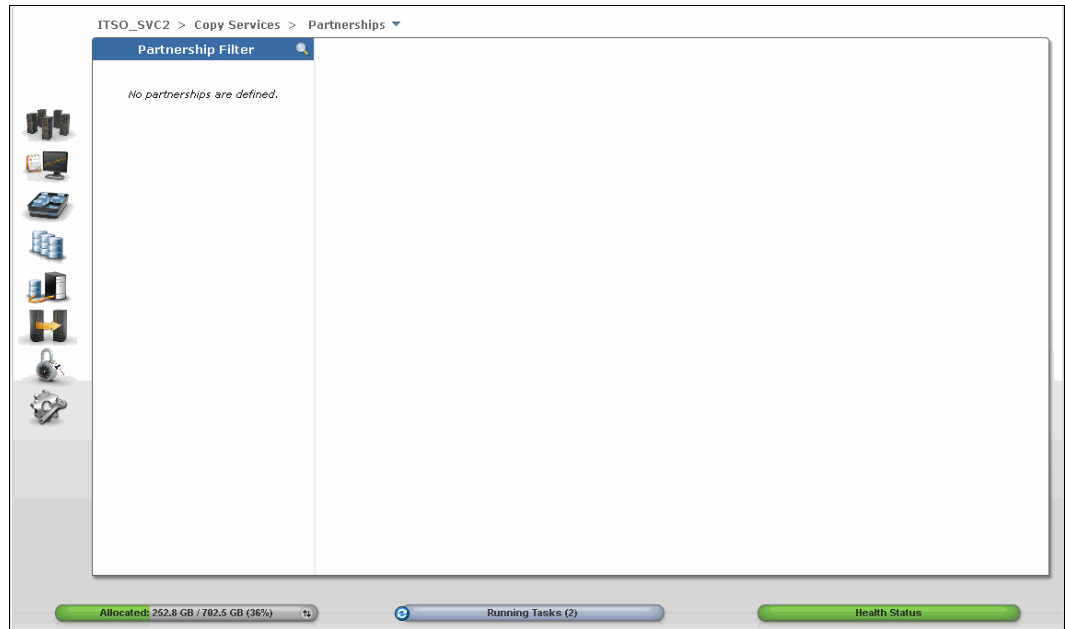 ITSO_SVC2 > Copy Services > Partnerships
Partnership Filter
No partnerships are defined.
Allocated: 252.8 GB / 702.5 GB (36%)
Running Tasks (2)
Health Status